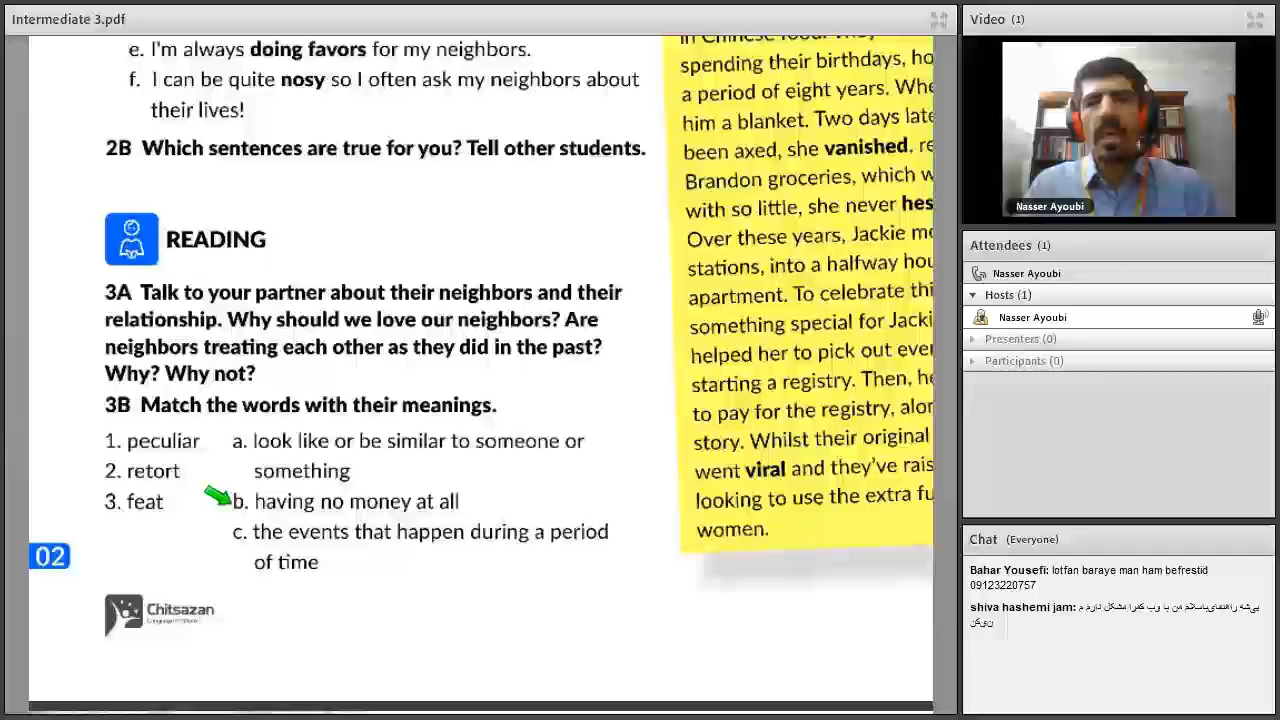 Intermediate 3.pdf
e. I'm always doing favors for my neighbors.
f. I can be quite nosy so I often ask my neighbors about
their lives!
2B Which sentences are true for you? Tell other students.
READING
3A Talk to your partner about their neighbors and their
relationship. Why should we love our neighbors? Are
neighbors treating each other as they did in the past?
Why? Why not?
3B Match the words with their meanings.
1. peculiar
2. retort
3. feat
a. look like or be similar to someone or
something
b. having no money at all
c. the events that happen during a period
of time
02
Chitsazan
spending their birthdays, ho
a period of eight years. Whe
him a blanket. Two days late
been axed, she vanished, re
Brandon groceries, which w
with so little, she never hes
Over these years, Jackie mo
stations, into a halfway hou
apartment. To celebrate thi
something special for Jacki
helped her to pick out ever
starting a registry. Then, he
to pay for the registry, alor
story. Whilst their original
went viral and they've rais
looking to use the extra fu
women.
Video (1)
Nasser Ayoubi
Attendees (1)
Nasser Ayoubi
Hosts (1)
Nasser Ayoubi
Presenters (0)
Participants (0)
Chat (Everyone)
Bahar Yousefi: lotfan baraye man ham befrestid
09123220757
shiva hashemi jam: من با وب کمرا مشکل دارم